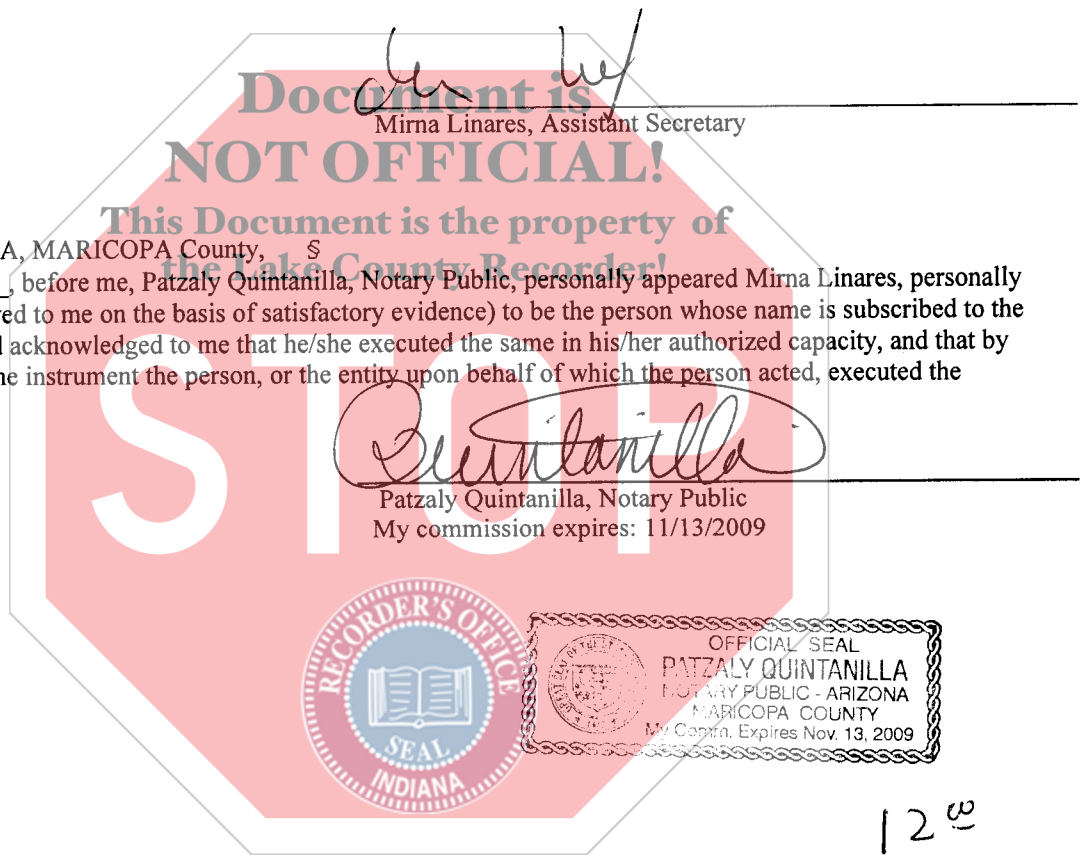 Document is
Mirna Linares, Assistant Secretary
NOT OFFICIAL!
This Document is the property of
the Lake County Recorder!
A, MARICOPA County, §
, before me, Patzaly Quintanilla, Notary Public, personally appeared Mirna Linares, personally
ed to me on the basis of satisfactory evidence) to be the person whose name is subscribed to the
acknowledged to me that he/she executed the same in his/her authorized capacity, and that by
instrument the person, or the entity upon behalf of which the person acted, executed the
STOP
Quintanilla
Patzaly Quintanilla, Notary Public
My commission expires: 11/13/2009
RECORDER'S OFFICE
SEAL
INDIANA
OFFICIAL SEAL
PATZALY QUINTANILLA
NOTARY PUBLIC - ARIZONA
MARICOPA COUNTY
My Comm. Expires Nov. 13, 2009
12 00